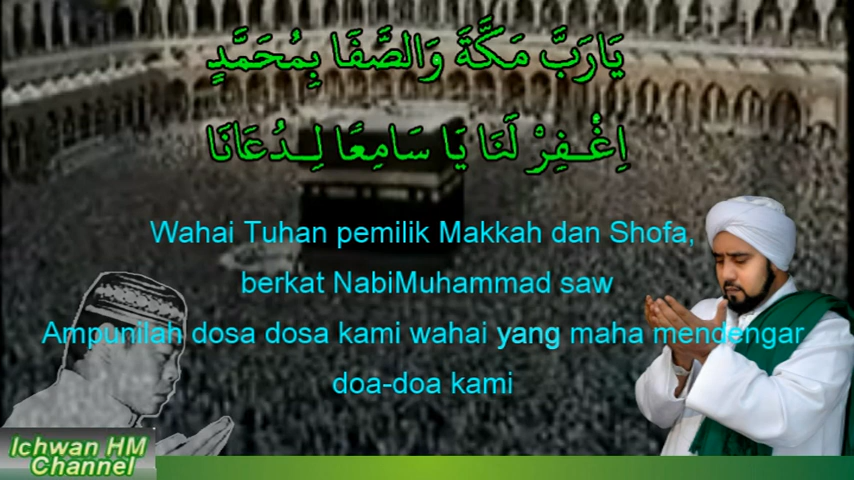 يَارَبَّ مَكَّةَ وَالصَّفَا بِمُحَمَّدٍ
اِغْفِرْ لَنَا يَا سَامِعًا لِدُعَانَا
Wahai Tuhan pemilik Makkah dan Shofa,
berkat NabiMuhammad saw
Ampunilah dosa dosa kami wahai yang maha mendengar
doa-doa kami
Ichwan HM
Channel